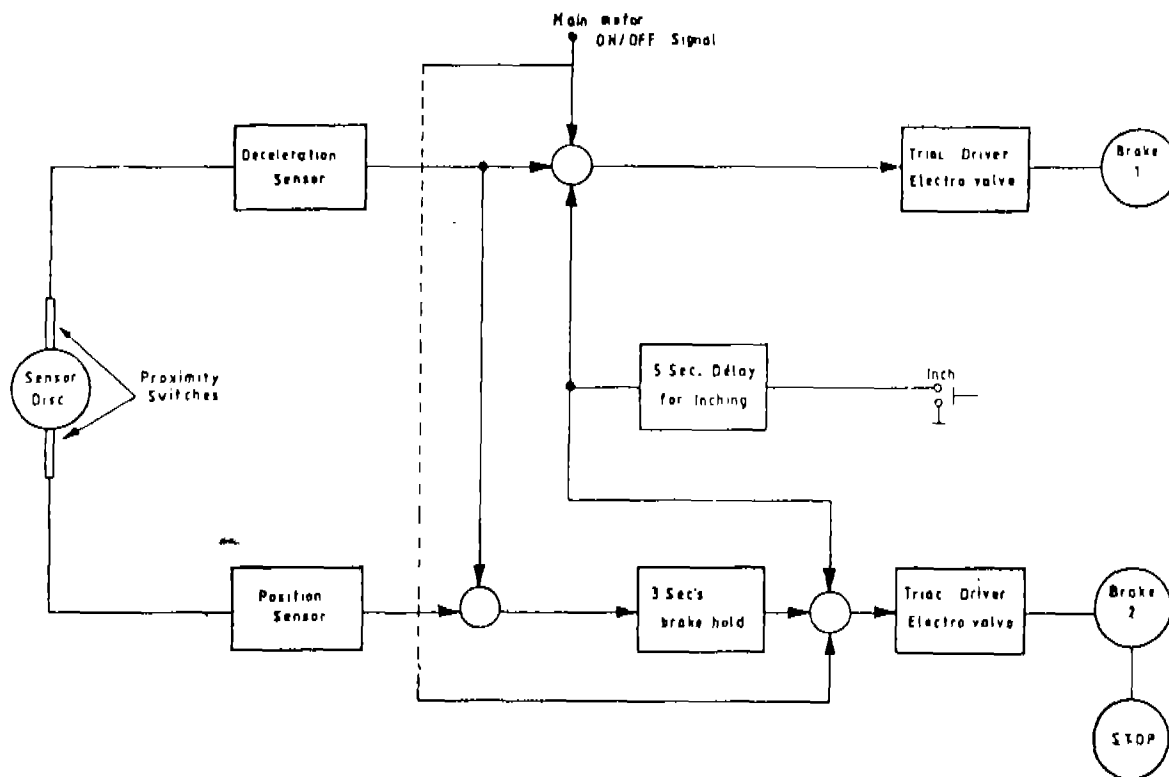 Main motor
ON/OFF Signal
Deceleration
Sensor
Triac Driver
Electro valve
Brake
1
Sensor
Disc
Proximity
Switches
5 Sec. Délay
for Inching
Inch
Position
Sensor
3 Sec's
brake hold
Triac Driver
Electro valve
Brake
2
STOP